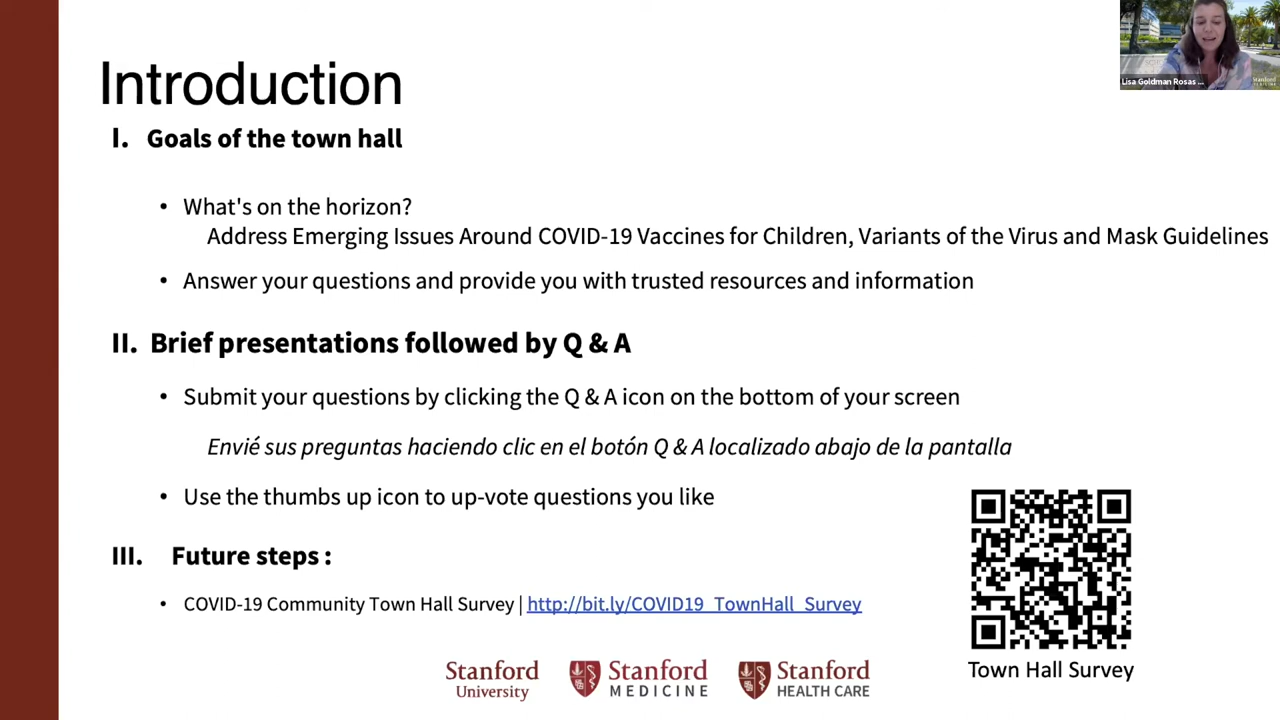 Introduction
I. Goals of the town hall
• What's on the horizon?
Address Emerging Issues Around COVID-19 Vaccines for Children, Variants of the Virus and Mask Guidelines
• Answer your questions and provide you with trusted resources and information
II. Brief presentations followed by Q & A
• Submit your questions by clicking the Q & A icon on the bottom of your screen
Envié sus preguntas haciendo clic en el botón Q & A localizado abajo de la pantalla
• Use the thumbs up icon to up-vote questions you like
III. Future steps :
• COVID-19 Community Town Hall Survey | http://bit.ly/COVID19_TownHall_Survey
Town Hall Survey
Stanford University
Stanford MEDICINE
Stanford HEALTH CARE
Lisa Goldman Rosas ...
Stanford
MEDICINE